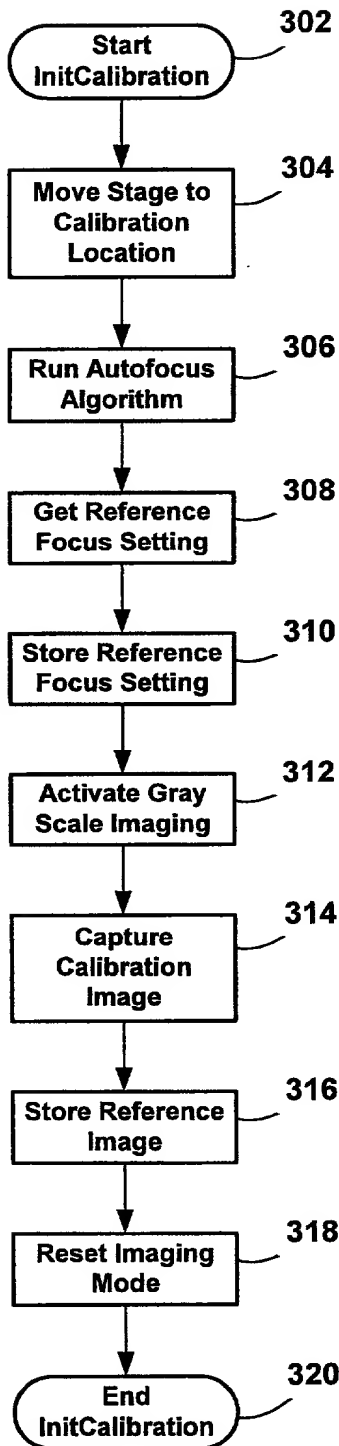 302
Start
InitCalibration
304
Move Stage to
Calibration
Location
306
Run Autofocus
Algorithm
308
Get Reference
Focus Setting
310
Store Reference
Focus Setting
312
Activate Gray
Scale Imaging
314
Capture
Calibration
Image
316
Store Reference
Image
318
Reset Imaging
Mode
320
End
InitCalibration